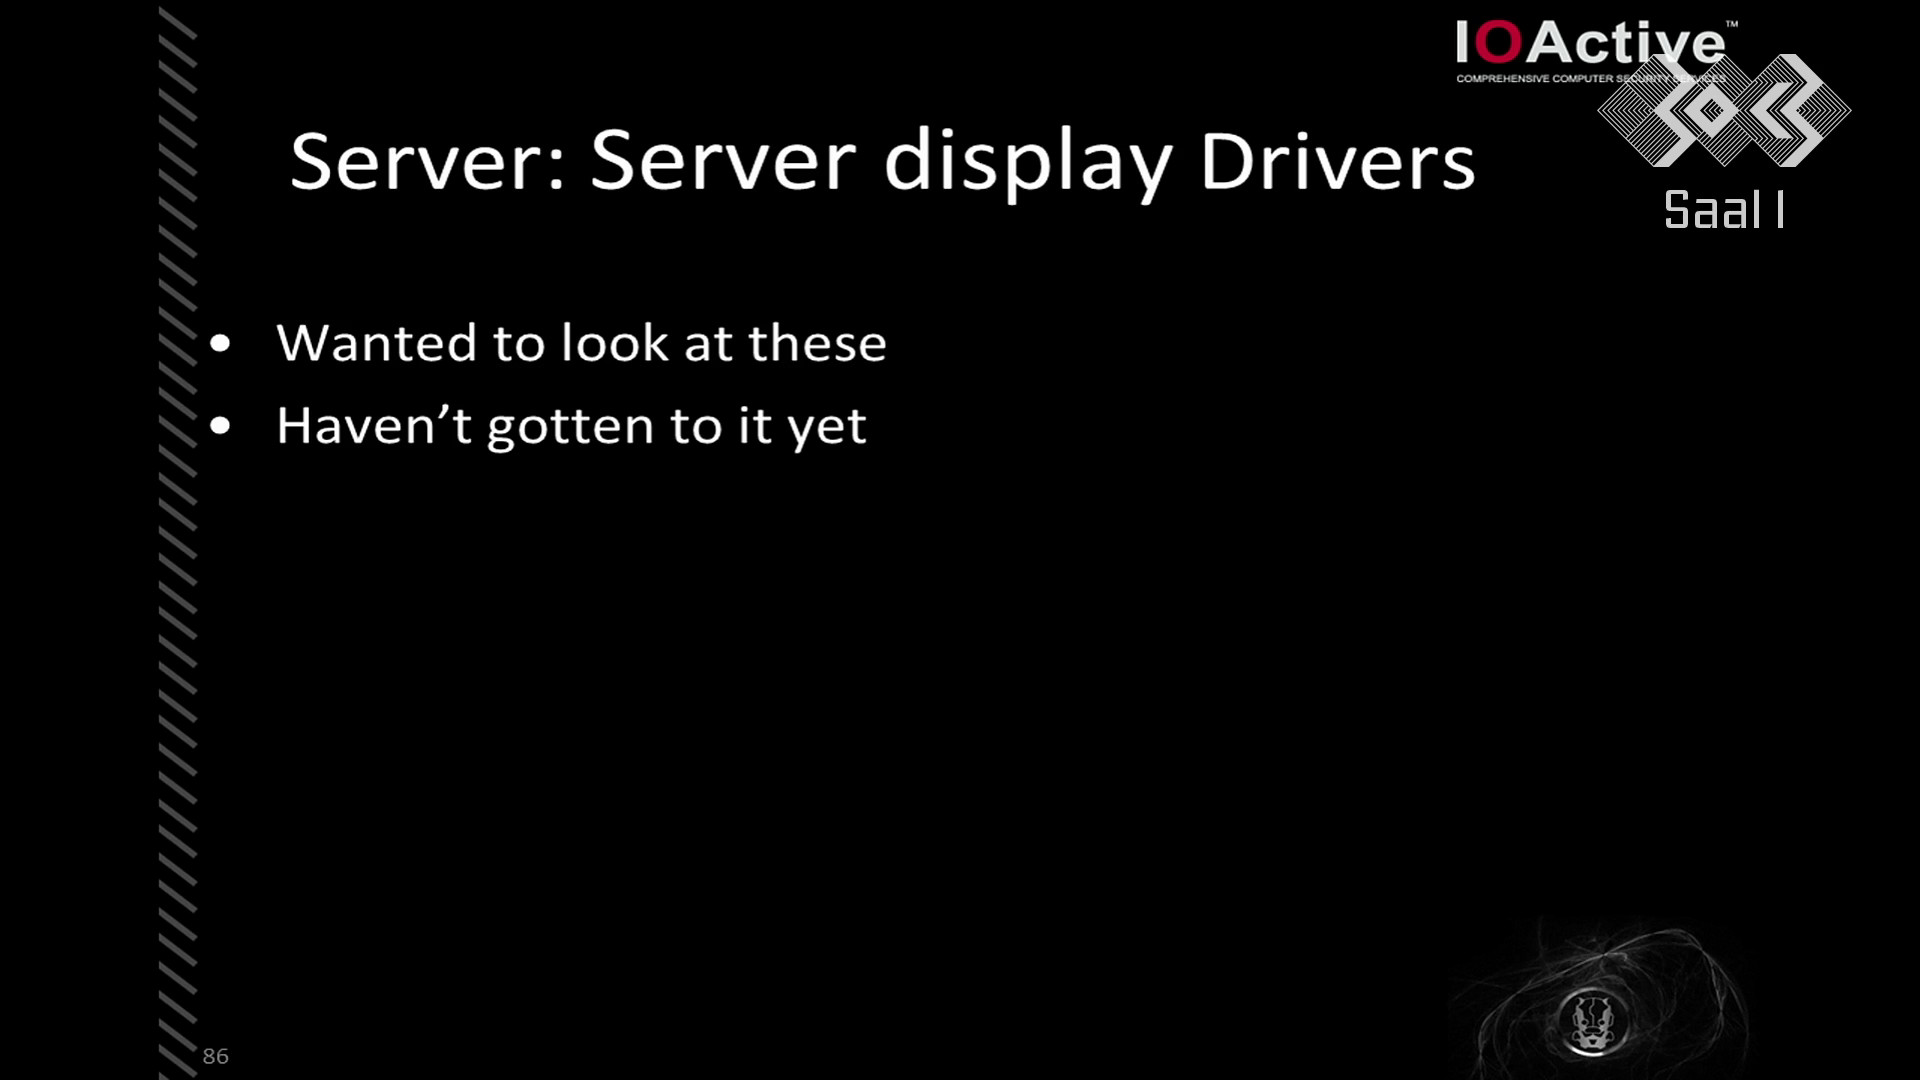 IOActive™
COMPREHENSIVE COMPUTER SECURITY SERVICES
Saal 1
Server: Server display Drivers
• Wanted to look at these
• Haven’t gotten to it yet
86